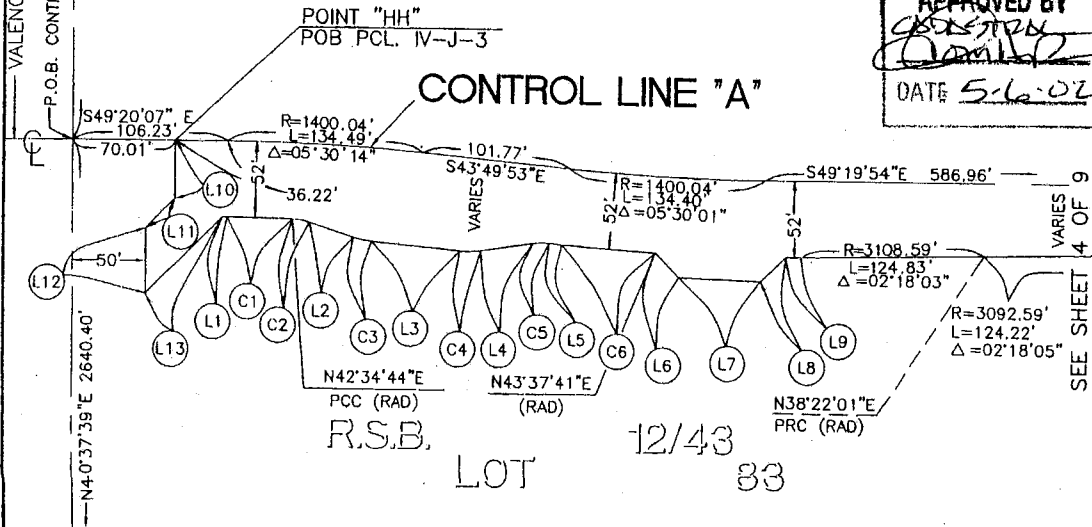 VALENC
P.O.B. CONT
POINT "HH"
POB PCL. IV-J-3
APPROVED BY
CADASTRAL
DATE 5-6-02
CONTROL LINE "A"
S49°20'07" E
106.23'
70.01'
R=1400.04'
L=134.49'
Δ=05°30'14"
101.77'
S43°49'53"E
R=1400.04'
L=134.40'
Δ=05°30'01"
S49°19'54"E 586.96'
52'
36.22'
VARIES
52'
52'
VARIES
SEE SHEET 4 OF 9
50'
R=3108.59'
L=124.83'
Δ=02°18'03"
R=3092.59'
L=124.22'
Δ=02°18'05"
L10
L11
L12
L13
L1
C1
C2
L2
C3
L3
C4
L4
C5
L5
C6
L6
L7
L8
L9
N42°34'44"E
PCC (RAD)
N43°37'41"E
(RAD)
N38°22'01"E
PRC (RAD)
N40°37'39"E 2640.40'
R.S.B. 12/43
LOT 83